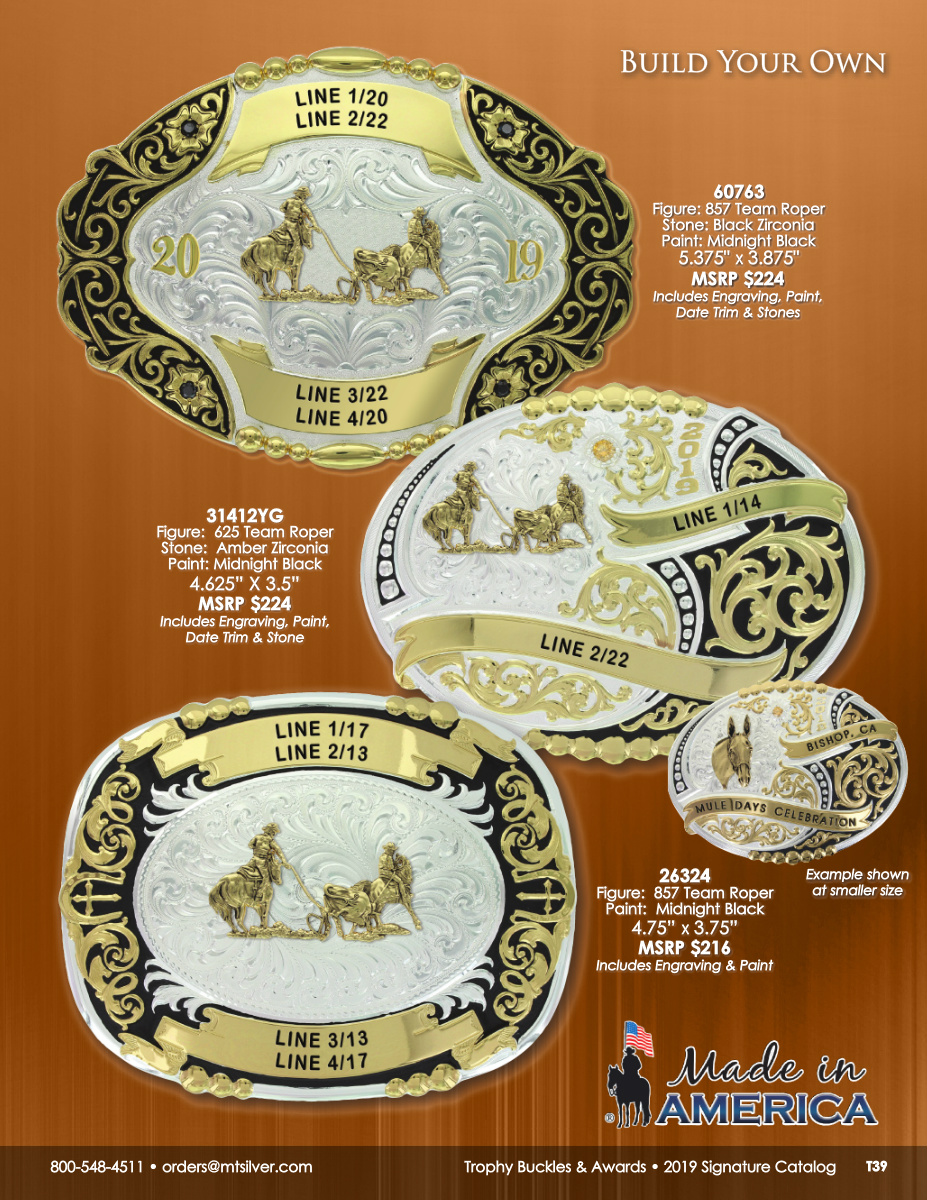 BUILD YOUR OWN
LINE 1/20
LINE 2/22
20
19
LINE 3/22
LINE 4/20
60763
Figure: 857 Team Roper
Stone: Black Zirconia
Paint: Midnight Black
5.375" x 3.875"
MSRP $224
Includes Engraving, Paint,
Date Trim & Stones
2019
LINE 1/14
LINE 2/22
31412YG
Figure: 625 Team Roper
Stone: Amber Zirconia
Paint: Midnight Black
4.625" X 3.5"
MSRP $224
Includes Engraving, Paint,
Date Trim & Stone
BISHOP, CA
MULE DAYS CELEBRATION
Example shown
at smaller size
LINE 1/17
LINE 2/13
LINE 3/13
LINE 4/17
26324
Figure: 857 Team Roper
Paint: Midnight Black
4.75" x 3.75"
MSRP $216
Includes Engraving & Paint
Made in
® AMERICA
800-548-4511 • orders@mtsilver.com
Trophy Buckles & Awards • 2019 Signature Catalog T39